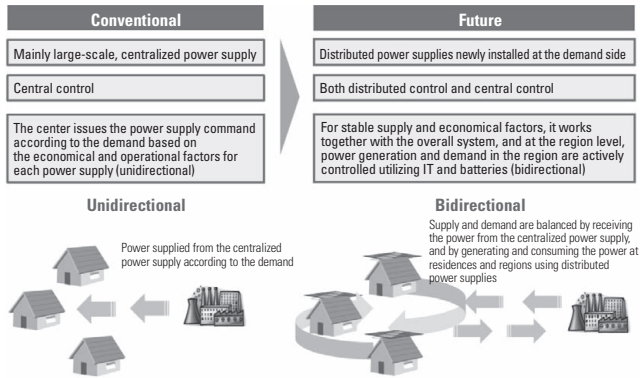 Conventional
Mainly large-scale, centralized power supply
Central control
The center issues the power supply command
according to the demand based on
the economical and operational factors for
each power supply (unidirectional)
Future
Distributed power supplies newly installed at the demand side
Both distributed control and central control
For stable supply and economical factors, it works
together with the overall system, and at the region level,
power generation and demand in the region are actively
controlled utilizing IT and batteries (bidirectional)
Unidirectional
Power supplied from the centralized
power supply according to the demand
Bidirectional
Supply and demand are balanced by receiving
the power from the centralized power supply,
and by generating and consuming the power at
residences and regions using distributed
power supplies